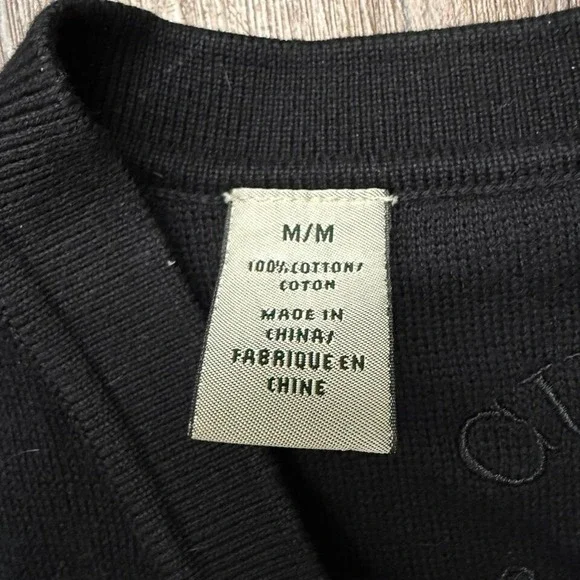 M/M
100% COTTON/
COTON
MADE IN
CHINA/
FABRIQUE EN
CHINE